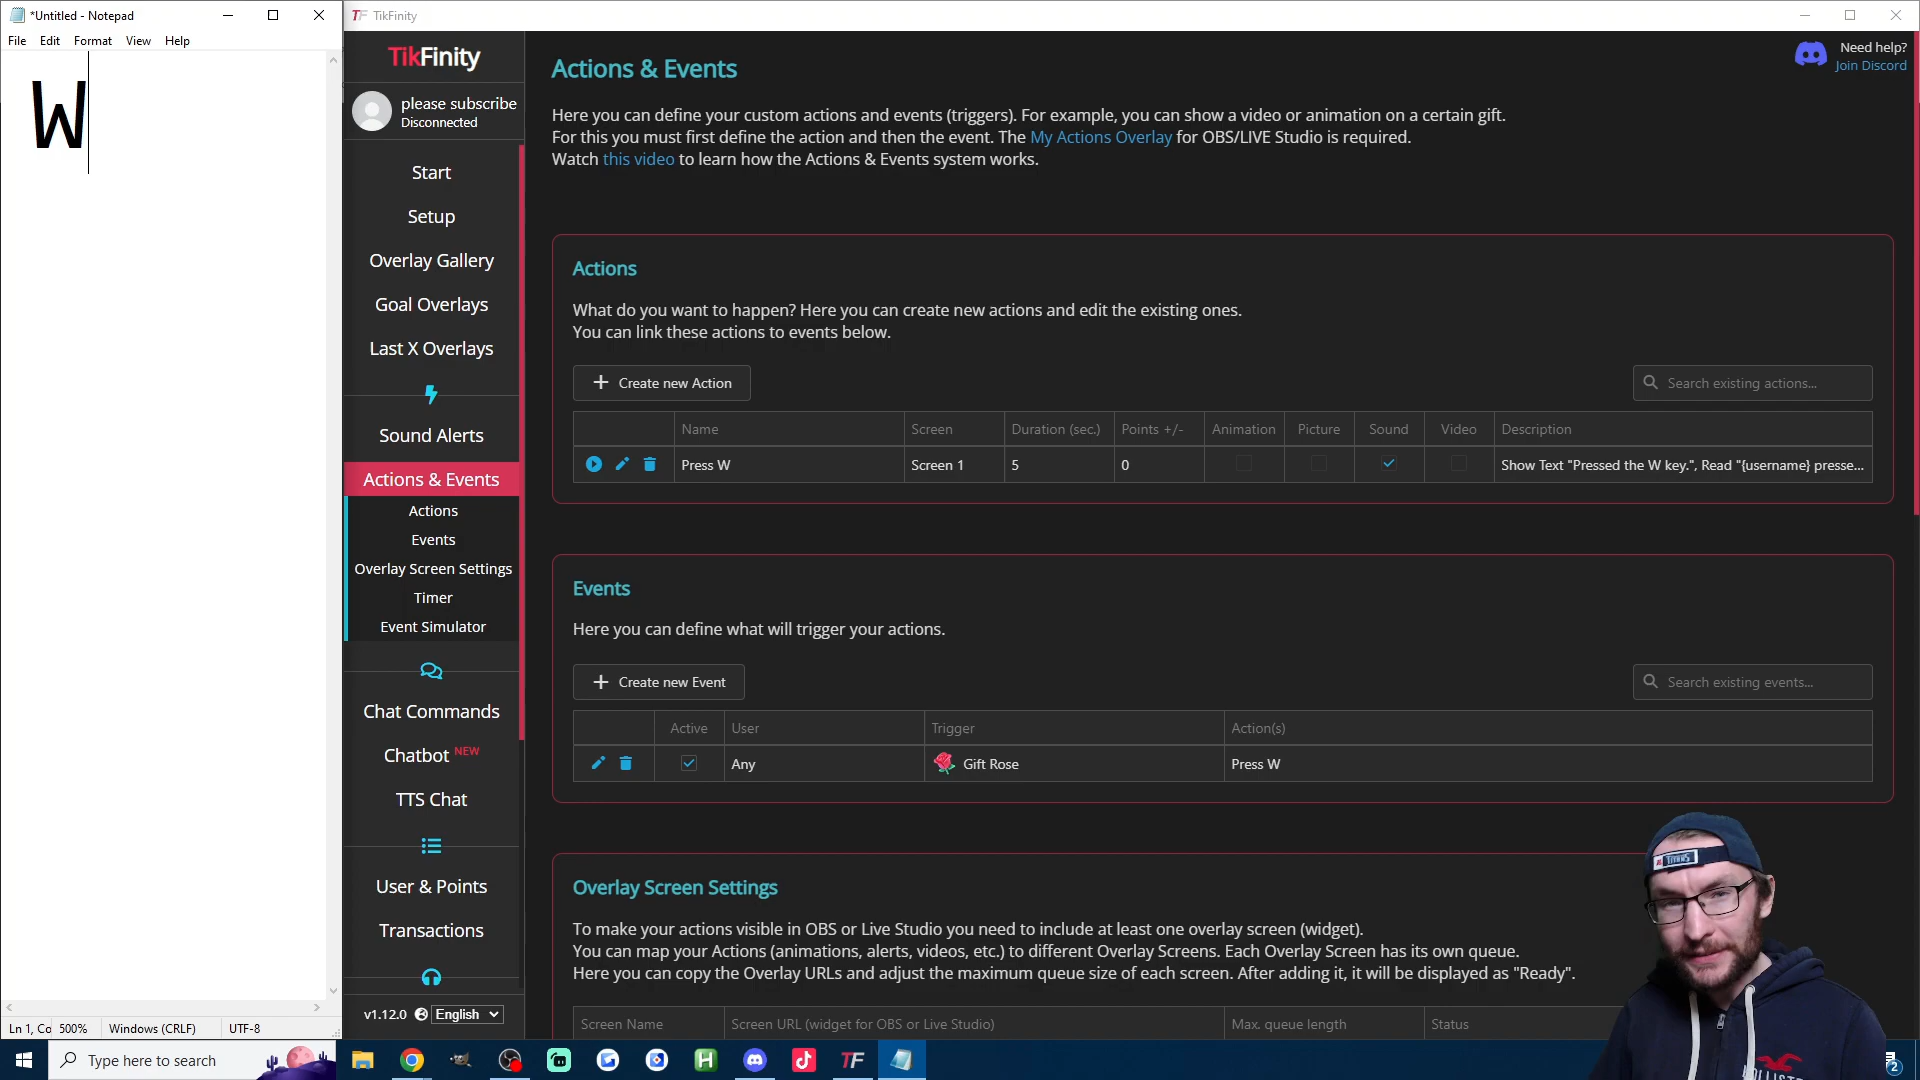 *Untitled - Notepad
File Edit Format View Help
W
Ln 1, Co 500% Windows (CRLF) UTF-8
TF TikFinity
TikFinity
please subscribe
Disconnected
Start
Setup
Overlay Gallery
Goal Overlays
Last X Overlays
Sound Alerts
Actions & Events
Actions
Events
Overlay Screen Settings
Timer
Event Simulator
Chat Commands
Chatbot NEW
TTS Chat
User & Points
Transactions
v1.12.0 English
Actions & Events
Need help?
Join Discord
Here you can define your custom actions and events (triggers). For example, you can show a video or animation on a certain gift.
For this you must first define the action and then the event. The My Actions Overlay for OBS/LIVE Studio is required.
Watch this video to learn how the Actions & Events system works.
Actions
What do you want to happen? Here you can create new actions and edit the existing ones.
You can link these actions to events below.
+ Create new Action
Search existing actions...
Name Screen Duration (sec.) Points +/- Animation Picture Sound Video Description
Press W Screen 1 5 0 Show Text "Pressed the W key.", Read "{username} presse...
Events
Here you can define what will trigger your actions.
+ Create new Event
Search existing events...
Active User Trigger Action(s)
Any Gift Rose Press W
Overlay Screen Settings
To make your actions visible in OBS or Live Studio you need to include at least one overlay screen (widget).
You can map your Actions (animations, alerts, videos, etc.) to different Overlay Screens. Each Overlay Screen has its own queue.
Here you can copy the Overlay URLs and adjust the maximum queue size of each screen. After adding it, it will be displayed as "Ready".
Screen Name Screen URL (widget for OBS or Live Studio) Max. queue length Status
Type here to search
H
TF
2